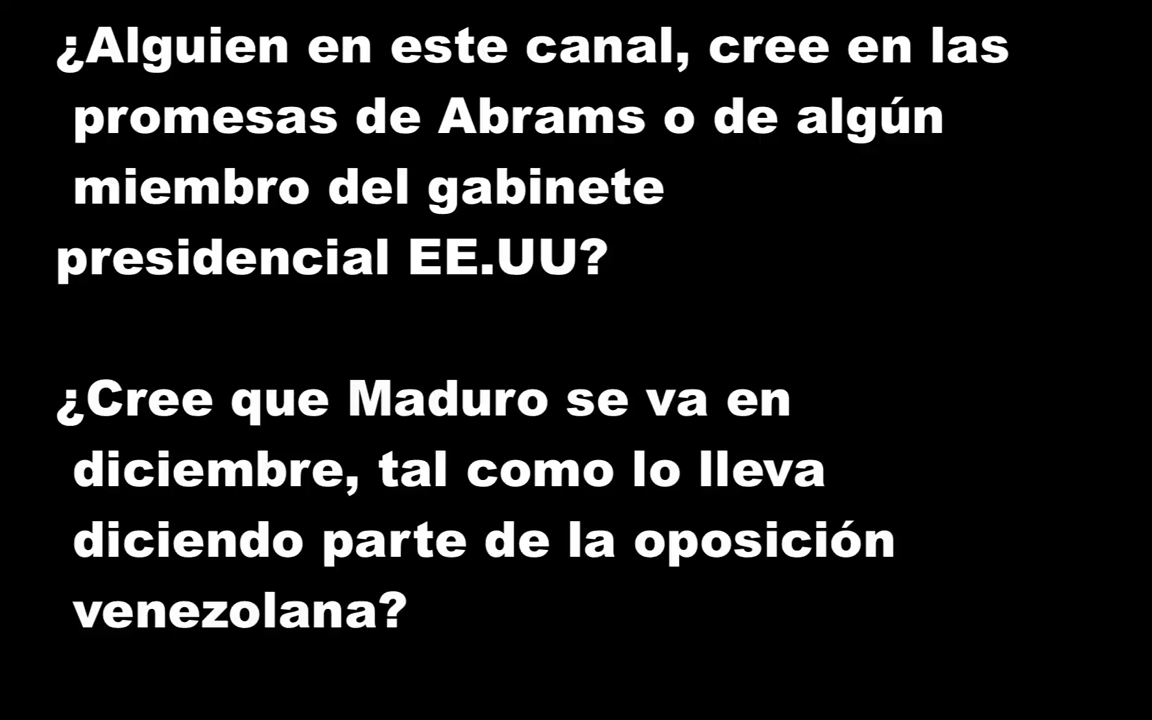 ¿Alguien en este canal, cree en las
promesas de Abrams o de algún
miembro del gabinete
presidencial EE.UU?
¿Cree que Maduro se va en
diciembre, tal como lo lleva
diciendo parte de la oposición
venezolana?